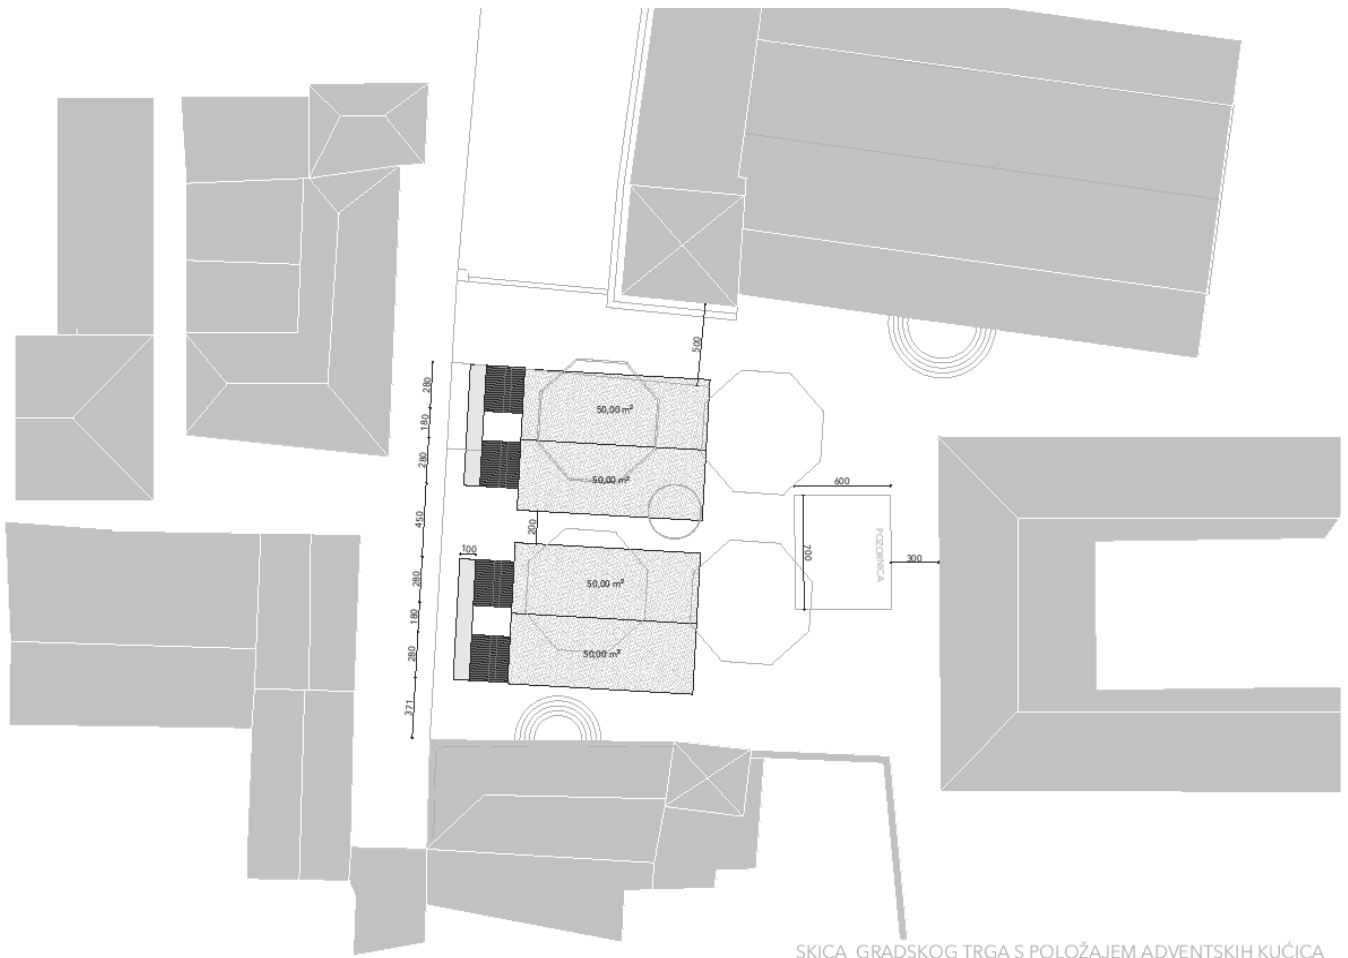 500
280
50,00 m²
180
280
50,00 m²
600
450
200
700
POZORNICA
100
300
280
50,00 m²
180
280
50,00 m²
371
SKICA GRADSKOG TRGA S POLOŽAJEM ADVENTSKIH KUĆICA